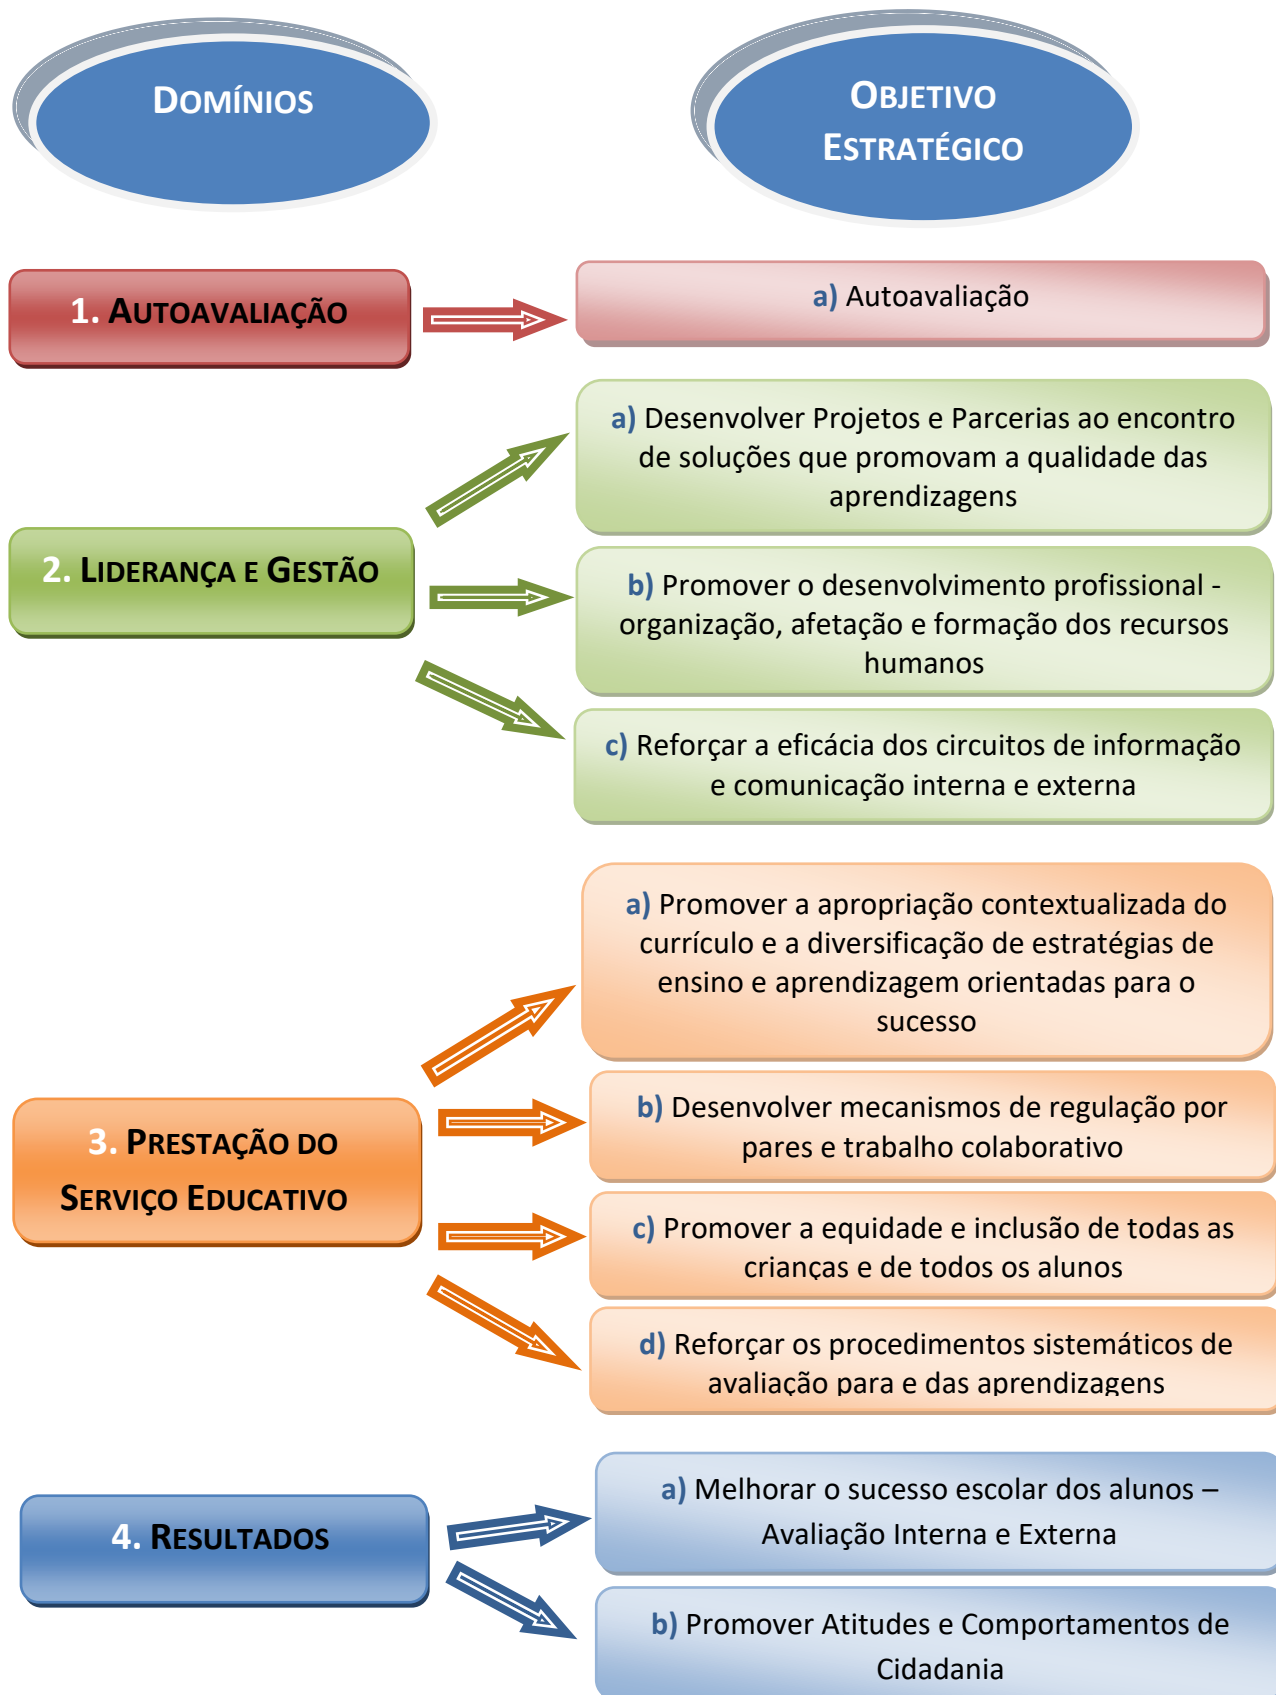 DOMÍNIOS
OBJETIVO
ESTRATÉGICO
1. AUTOAVALIAÇÃO
a) Autoavaliação
2. LIDERANÇA E GESTÃO
a) Desenvolver Projetos e Parcerias ao encontro
de soluções que promovam a qualidade das
aprendizagens
b) Promover o desenvolvimento profissional -
organização, afetação e formação dos recursos
humanos
c) Reforçar a eficácia dos circuitos de informação
e comunicação interna e externa
3. PRESTAÇÃO DO
SERVIÇO EDUCATIVO
a) Promover a apropriação contextualizada do
currículo e a diversificação de estratégias de
ensino e aprendizagem orientadas para o
sucesso
b) Desenvolver mecanismos de regulação por
pares e trabalho colaborativo
c) Promover a equidade e inclusão de todas as
crianças e de todos os alunos
d) Reforçar os procedimentos sistemáticos de
avaliação para e das aprendizagens
4. RESULTADOS
a) Melhorar o sucesso escolar dos alunos –
Avaliação Interna e Externa
b) Promover Atitudes e Comportamentos de
Cidadania